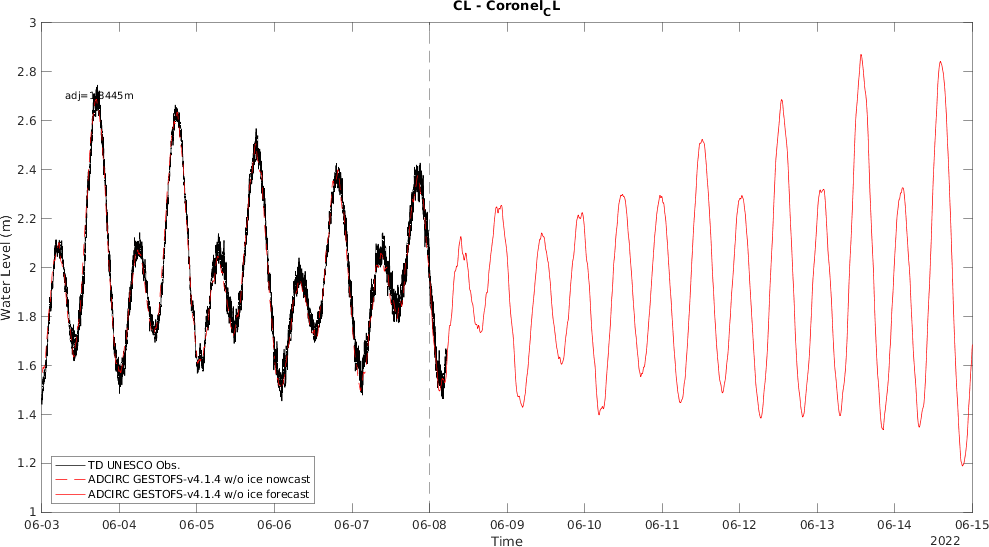 CL - Coronel_CL
3
2.8
2.6
2.4
2.2
2
1.8
1.6
1.4
1.2
1
Water Level (m)
adj=1.3445m
TD UNESCO Obs.
ADCIRC GESTOFS-v4.1.4 w/o ice nowcast
ADCIRC GESTOFS-v4.1.4 w/o ice forecast
06-03 06-04 06-05 06-06 06-07 06-08 06-09 06-10 06-11 06-12 06-13 06-14 06-15
Time
2022